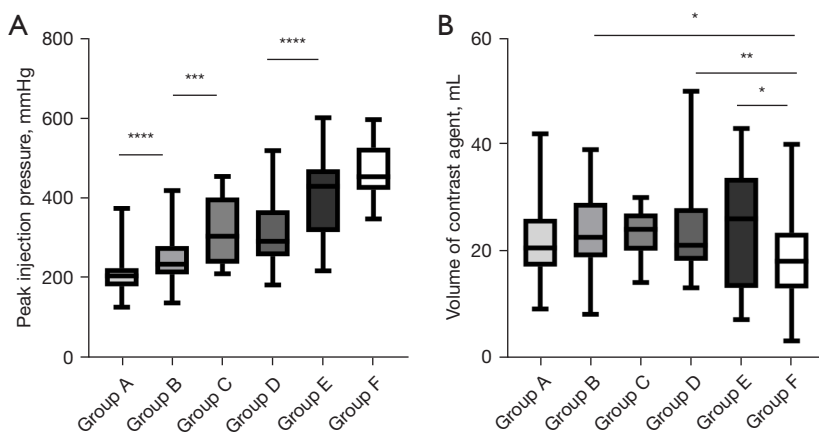 A
Peak injection pressure, mmHg
800
600
400
200
0
****
***
****
Group A
Group B
Group C
Group D
Group E
Group F
B
Volume of contrast agent, mL
60
40
20
0
*
**
*
Group A
Group B
Group C
Group D
Group E
Group F